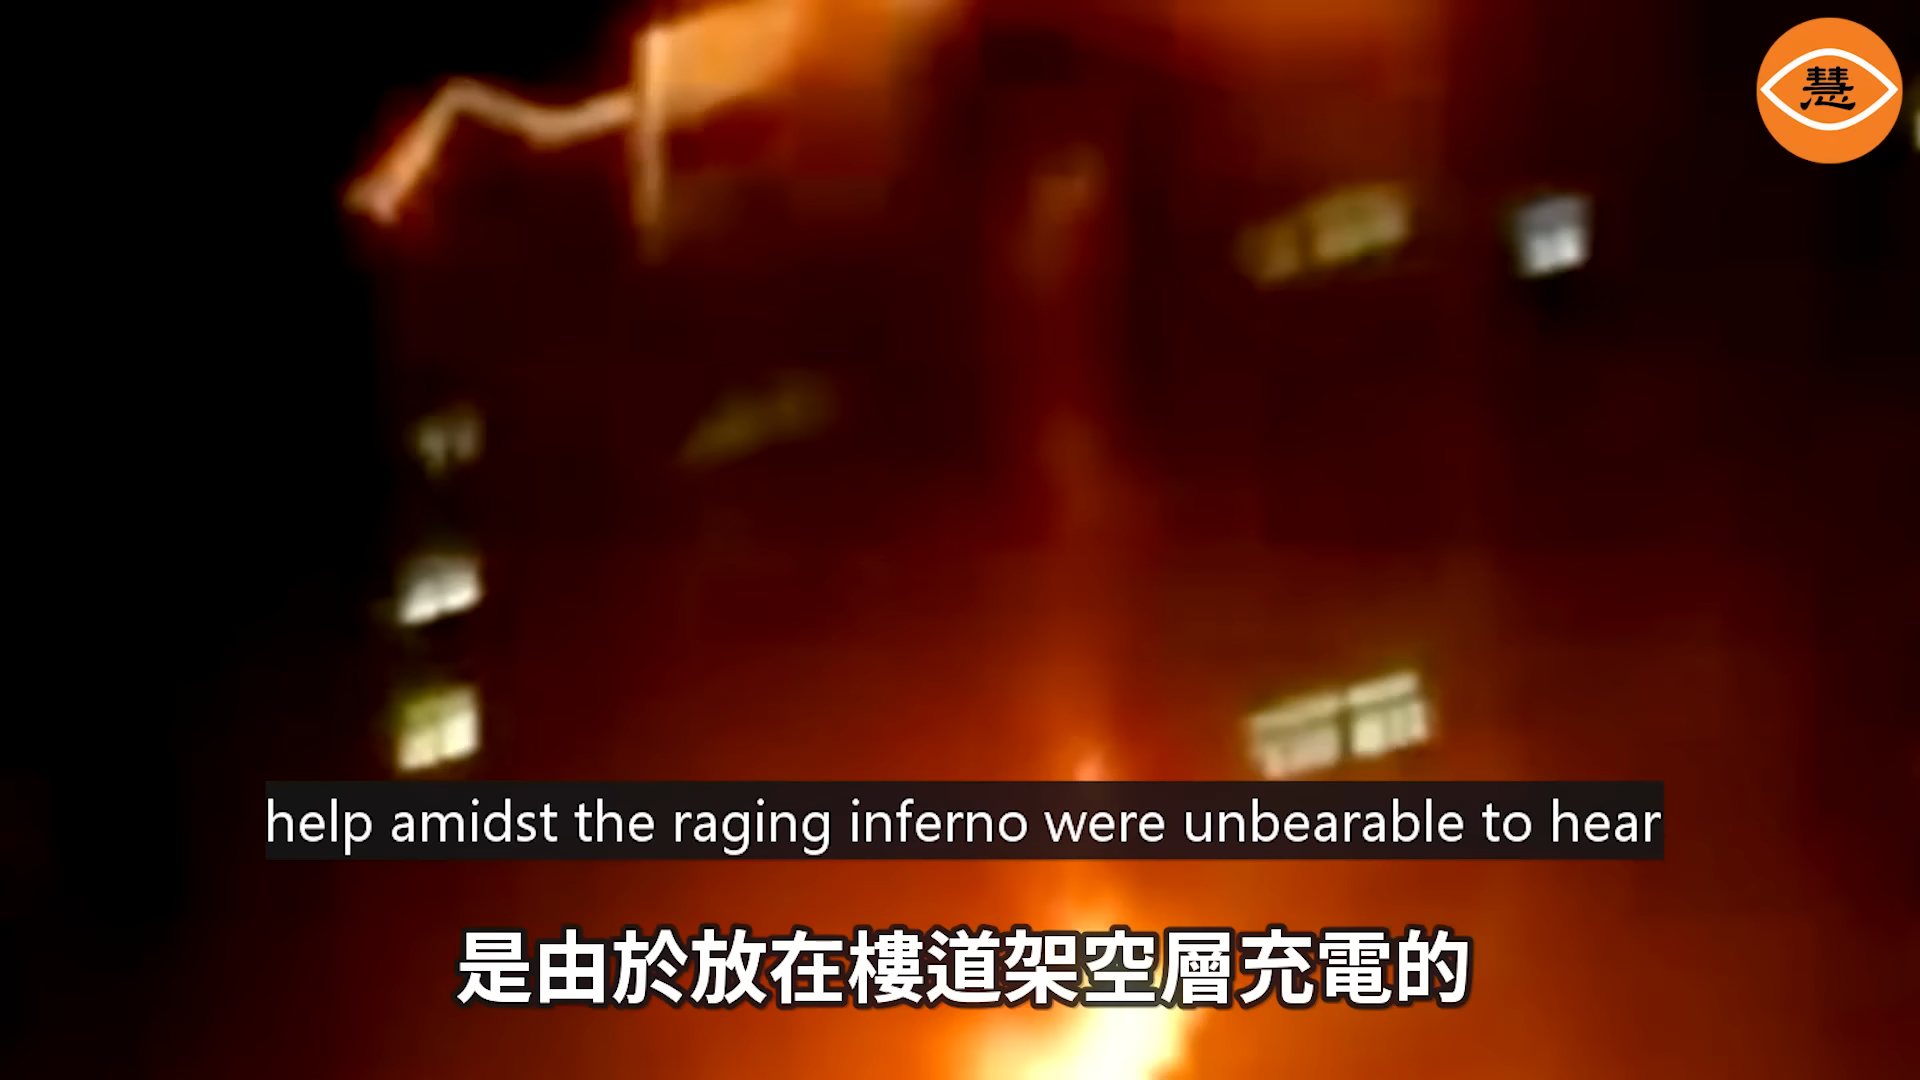 慧
help amidst the raging inferno were unbearable to hear
是由於放在樓道架空層充電的